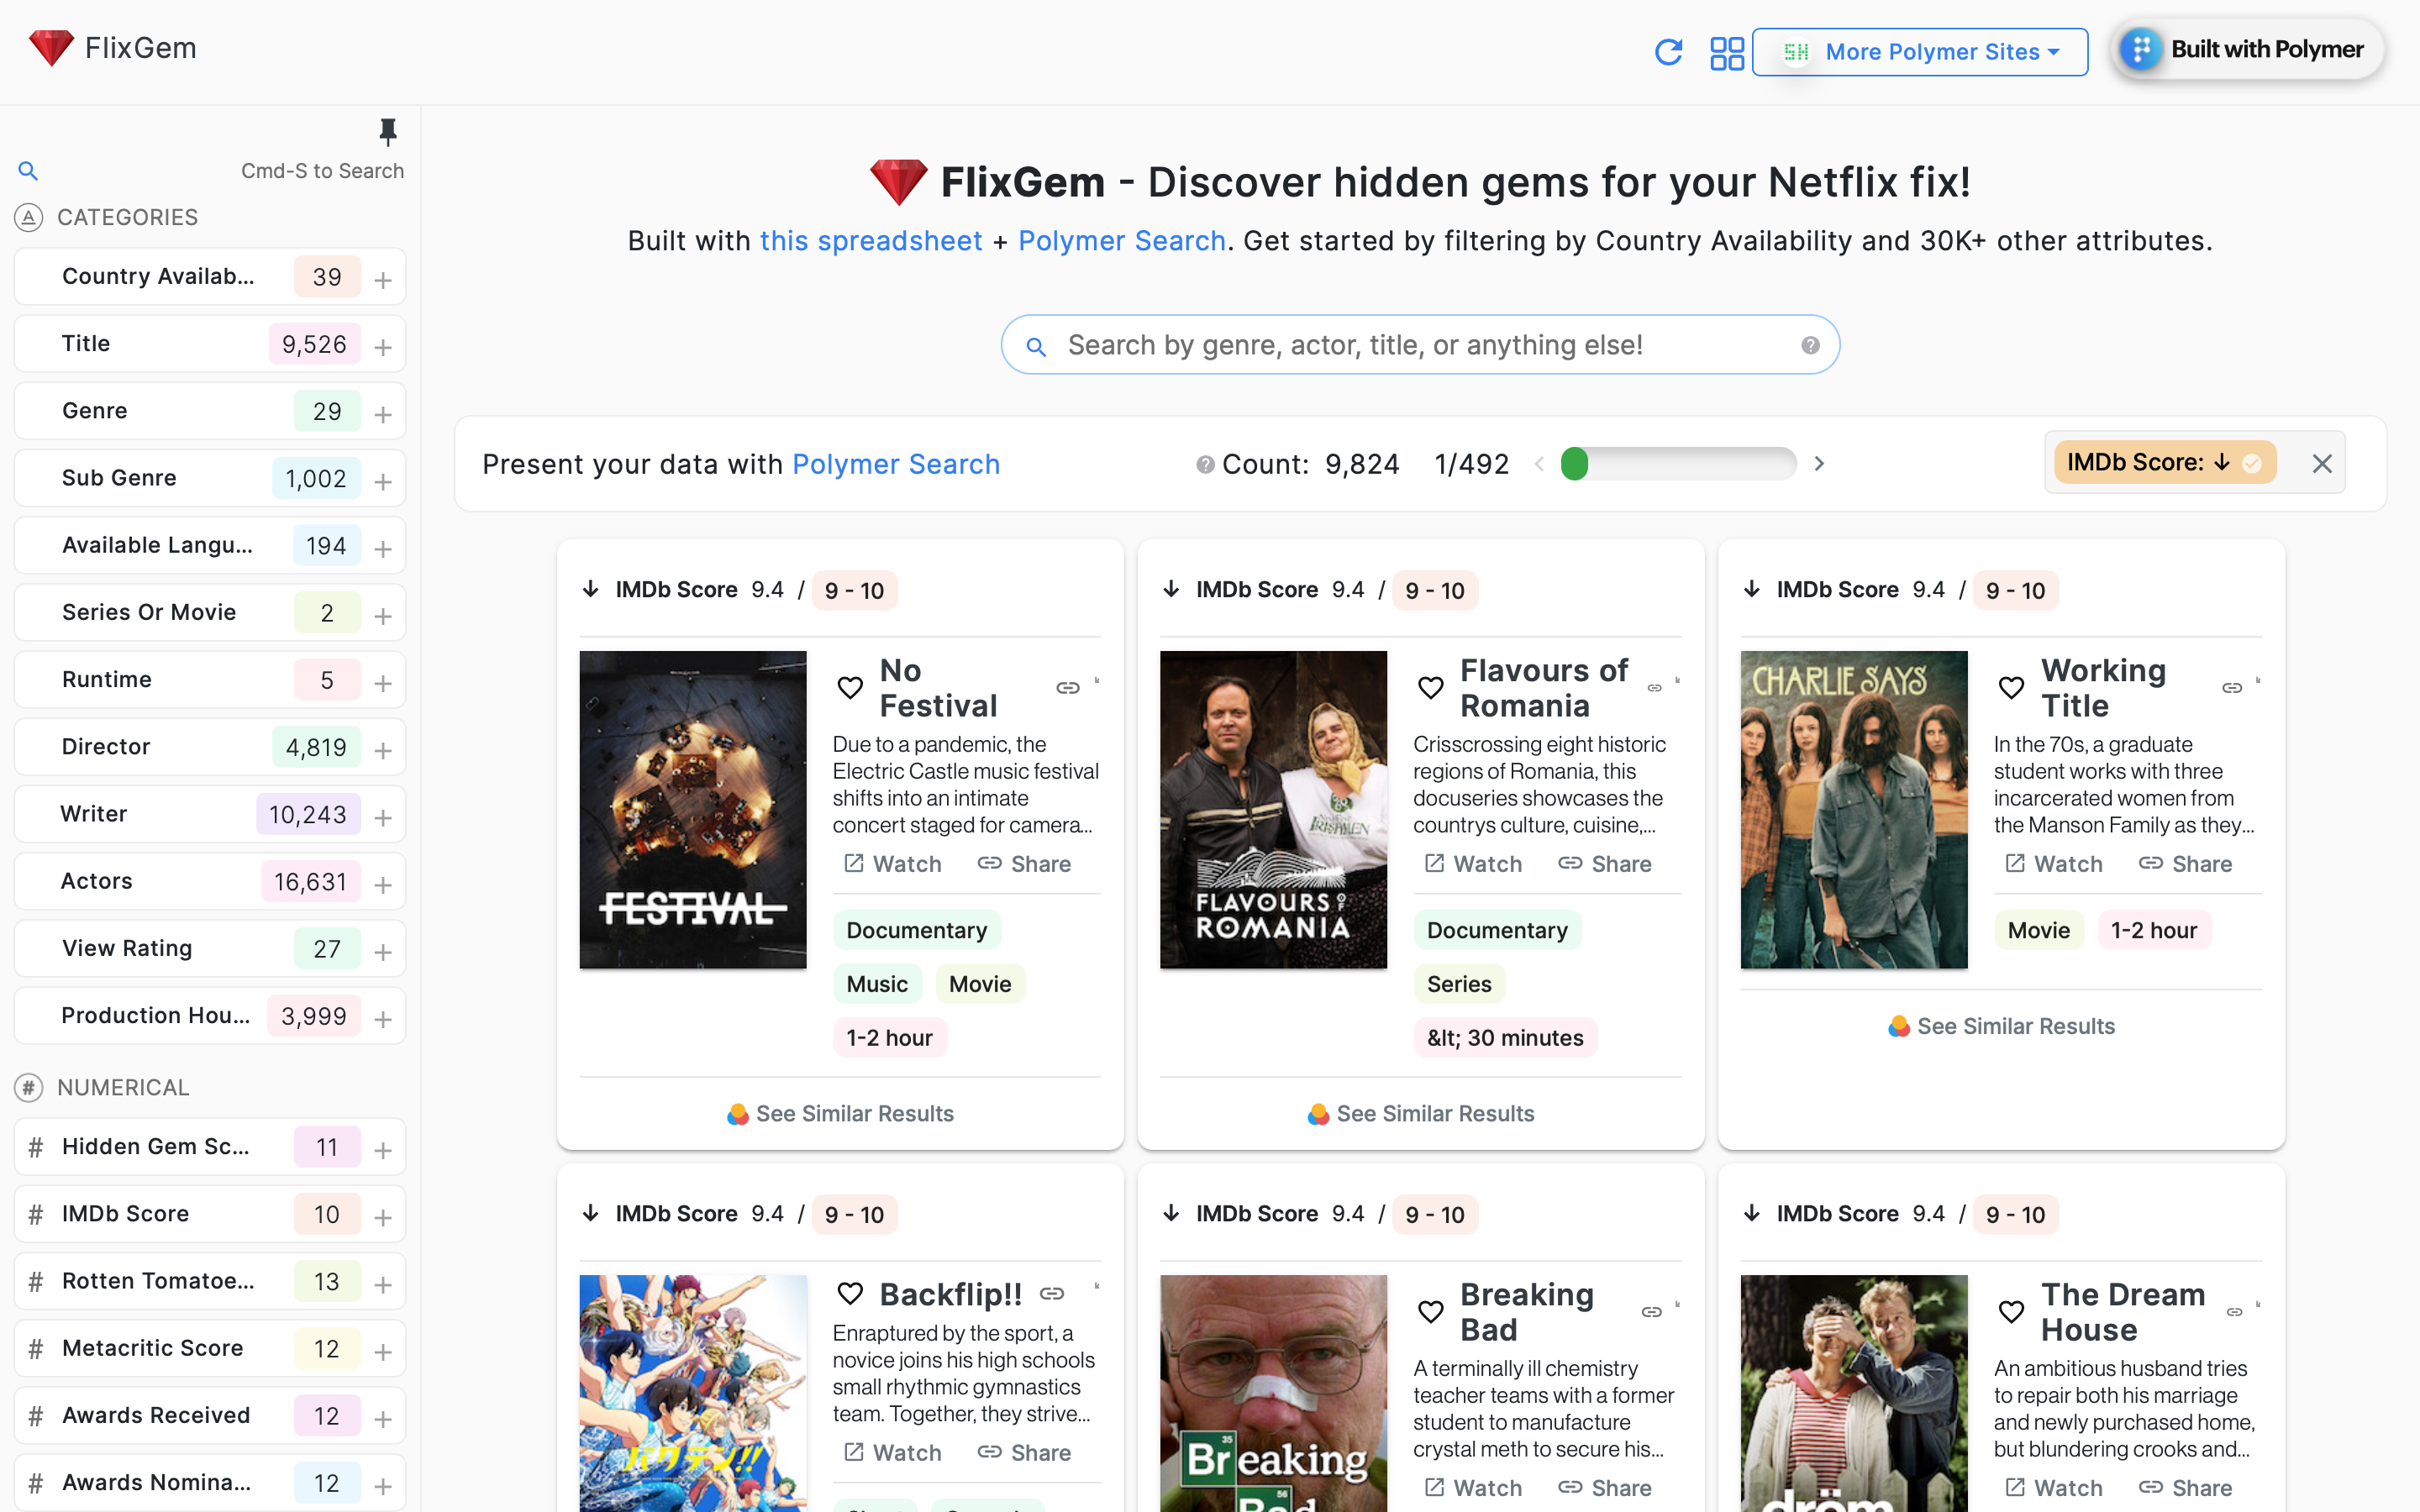 FlixGem
More Polymer Sites
Built with Polymer
Cmd-S to Search
CATEGORIES
Country Availab... 39
Title 9,526
Genre 29
Sub Genre 1,002
Available Langu... 194
Series Or Movie 2
Runtime 5
Director 4,819
Writer 10,243
Actors 16,631
View Rating 27
Production Hou... 3,999
NUMERICAL
# Hidden Gem Sc... 11
# IMDb Score 10
# Rotten Tomatoe... 13
# Metacritic Score 12
# Awards Received 12
# Awards Nomina... 12
FlixGem - Discover hidden gems for your Netflix fix!
Built with this spreadsheet + Polymer Search. Get started by filtering by Country Availability and 30K+ other attributes.
Search by genre, actor, title, or anything else!
Present your data with Polymer Search
Count: 9,824 1/492
IMDb Score:
IMDb Score 9.4 / 9 - 10
FESTIVAL
No
Festival
Due to a pandemic, the
Electric Castle music festival
shifts into an intimate
concert staged for camera...
Watch Share
Documentary
Music Movie
1-2 hour
See Similar Results
IMDb Score 9.4 / 9 - 10
FLAVOURS OF
ROMANIA
Flavours of
Romania
Crisscrossing eight historic
regions of Romania, this
docuseries showcases the
countrys culture, cuisine,...
Watch Share
Documentary
Series
&lt; 30 minutes
See Similar Results
IMDb Score 9.4 / 9 - 10
CHARLIE SAYS
Working
Title
In the 70s, a graduate
student works with three
incarcerated women from
the Manson Family as they...
Watch Share
Movie 1-2 hour
See Similar Results
IMDb Score 9.4 / 9 - 10
バクテン!!
Backflip!!
Enraptured by the sport, a
novice joins his high schools
small rhythmic gymnastics
team. Together, they strive...
Watch Share
IMDb Score 9.4 / 9 - 10
35
Breaking
56
Bad
Breaking
Bad
A terminally ill chemistry
teacher teams with a former
student to manufacture
crystal meth to secure his...
Watch Share
IMDb Score 9.4 / 9 - 10
dröm
The Dream
House
An ambitious husband tries
to repair both his marriage
and newly purchased home,
but blundering crooks and...
Watch Share